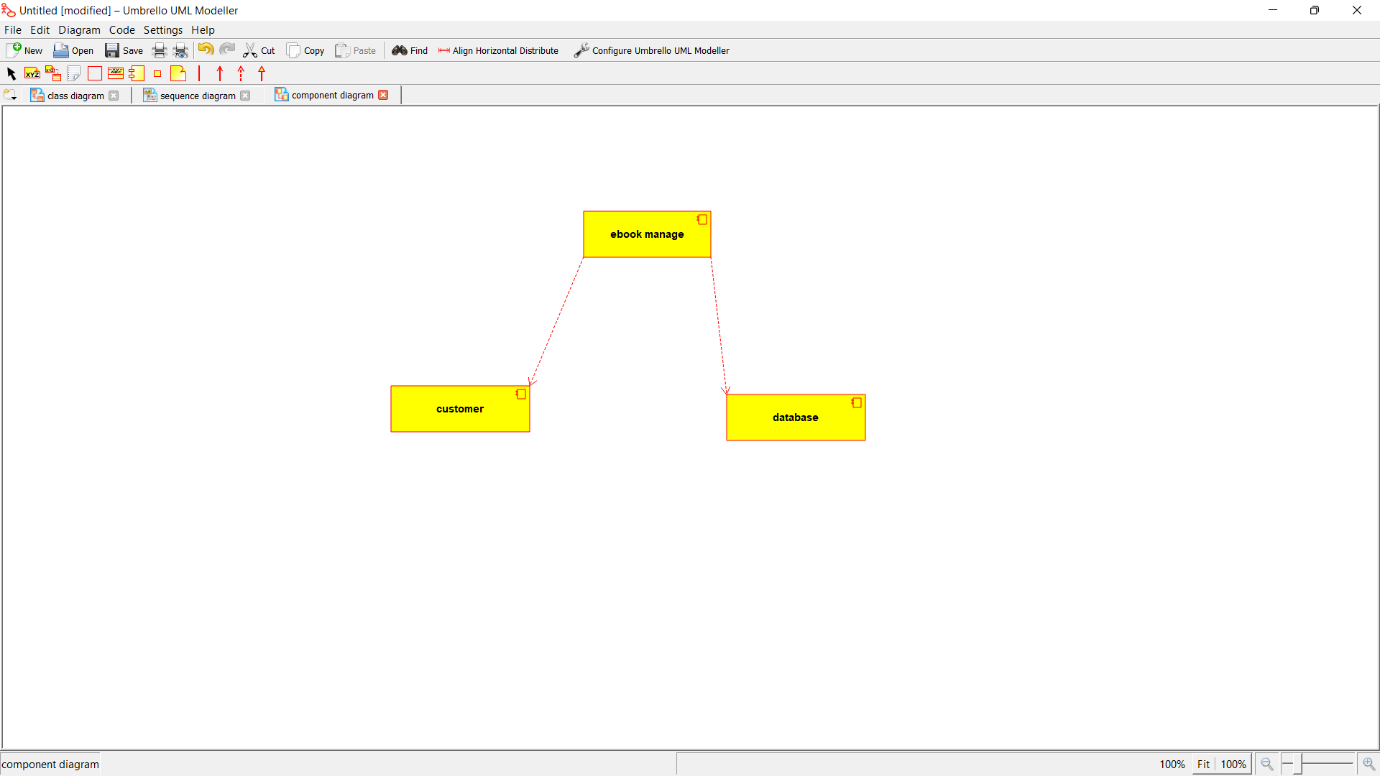 Untitled [modified] – Umbrello UML Modeller
File Edit Diagram Code Settings Help
New Open Save Cut Copy Paste Find Align Horizontal Distribute Configure Umbrello UML Modeller
XYZ
class diagram sequence diagram component diagram
ebook manage
customer
database
component diagram 100% Fit 100%